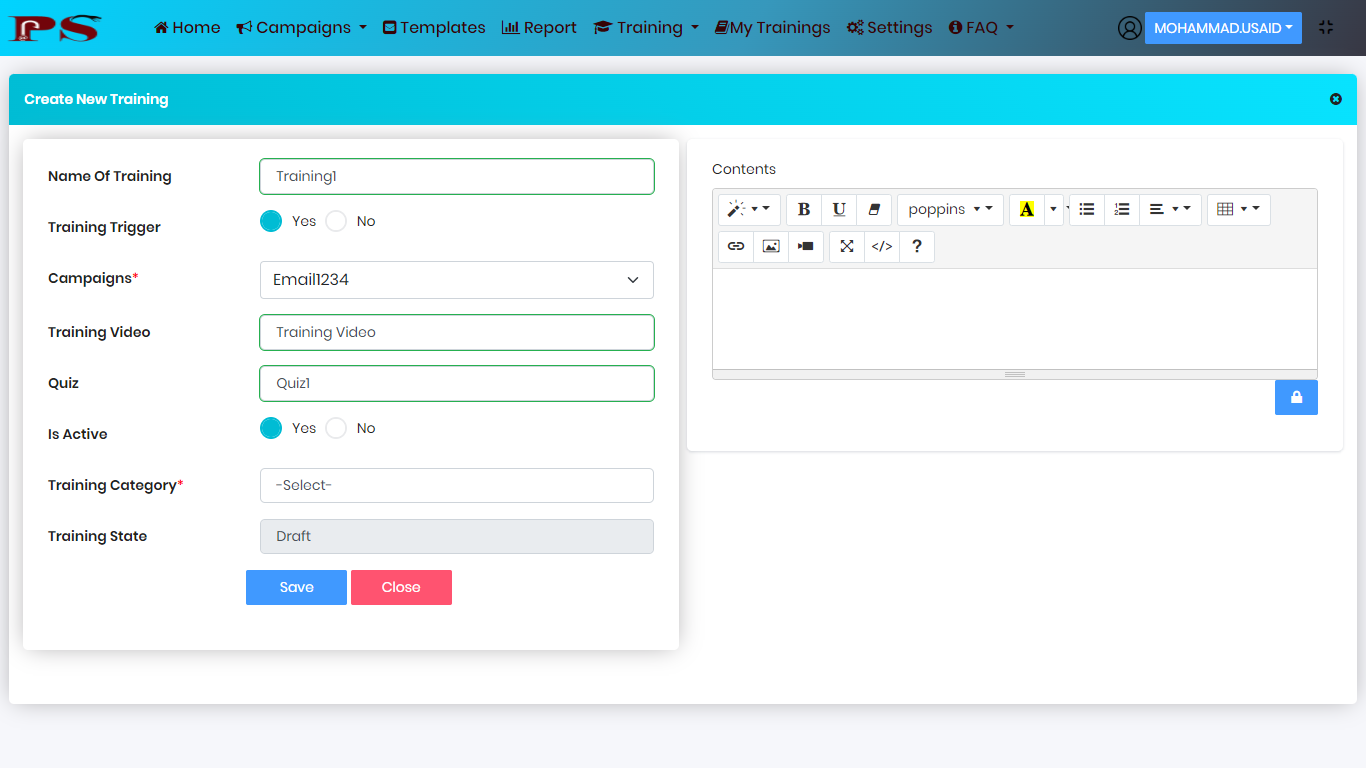 PS
Home Campaigns Templates Report Training My Trainings Settings FAQ MOHAMMAD.USAID
Create New Training
Name Of Training Training1
Training Trigger Yes No
Campaigns* Email1234
Training Video Training Video
Quiz Quiz1
Is Active Yes No
Training Category* -Select-
Training State Draft
Save Close
Contents
B U poppins A
</> ?